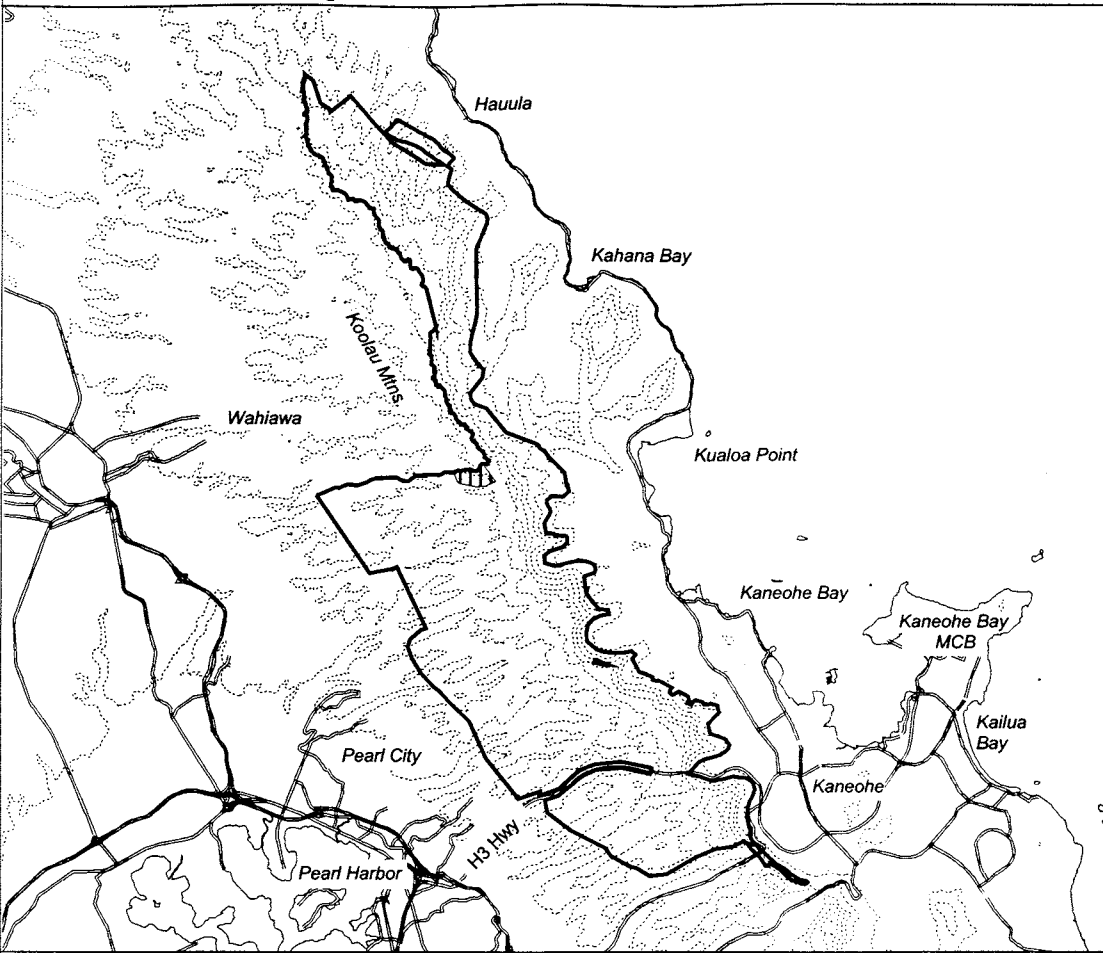 Hauula
Kahana Bay
Koolau Mtns.
Wahiawa
Kualoa Point
Kaneohe Bay
Kaneohe Bay
MCB
Kailua
Bay
Pearl City
Kaneohe
H3 Hwy
Pearl Harbor